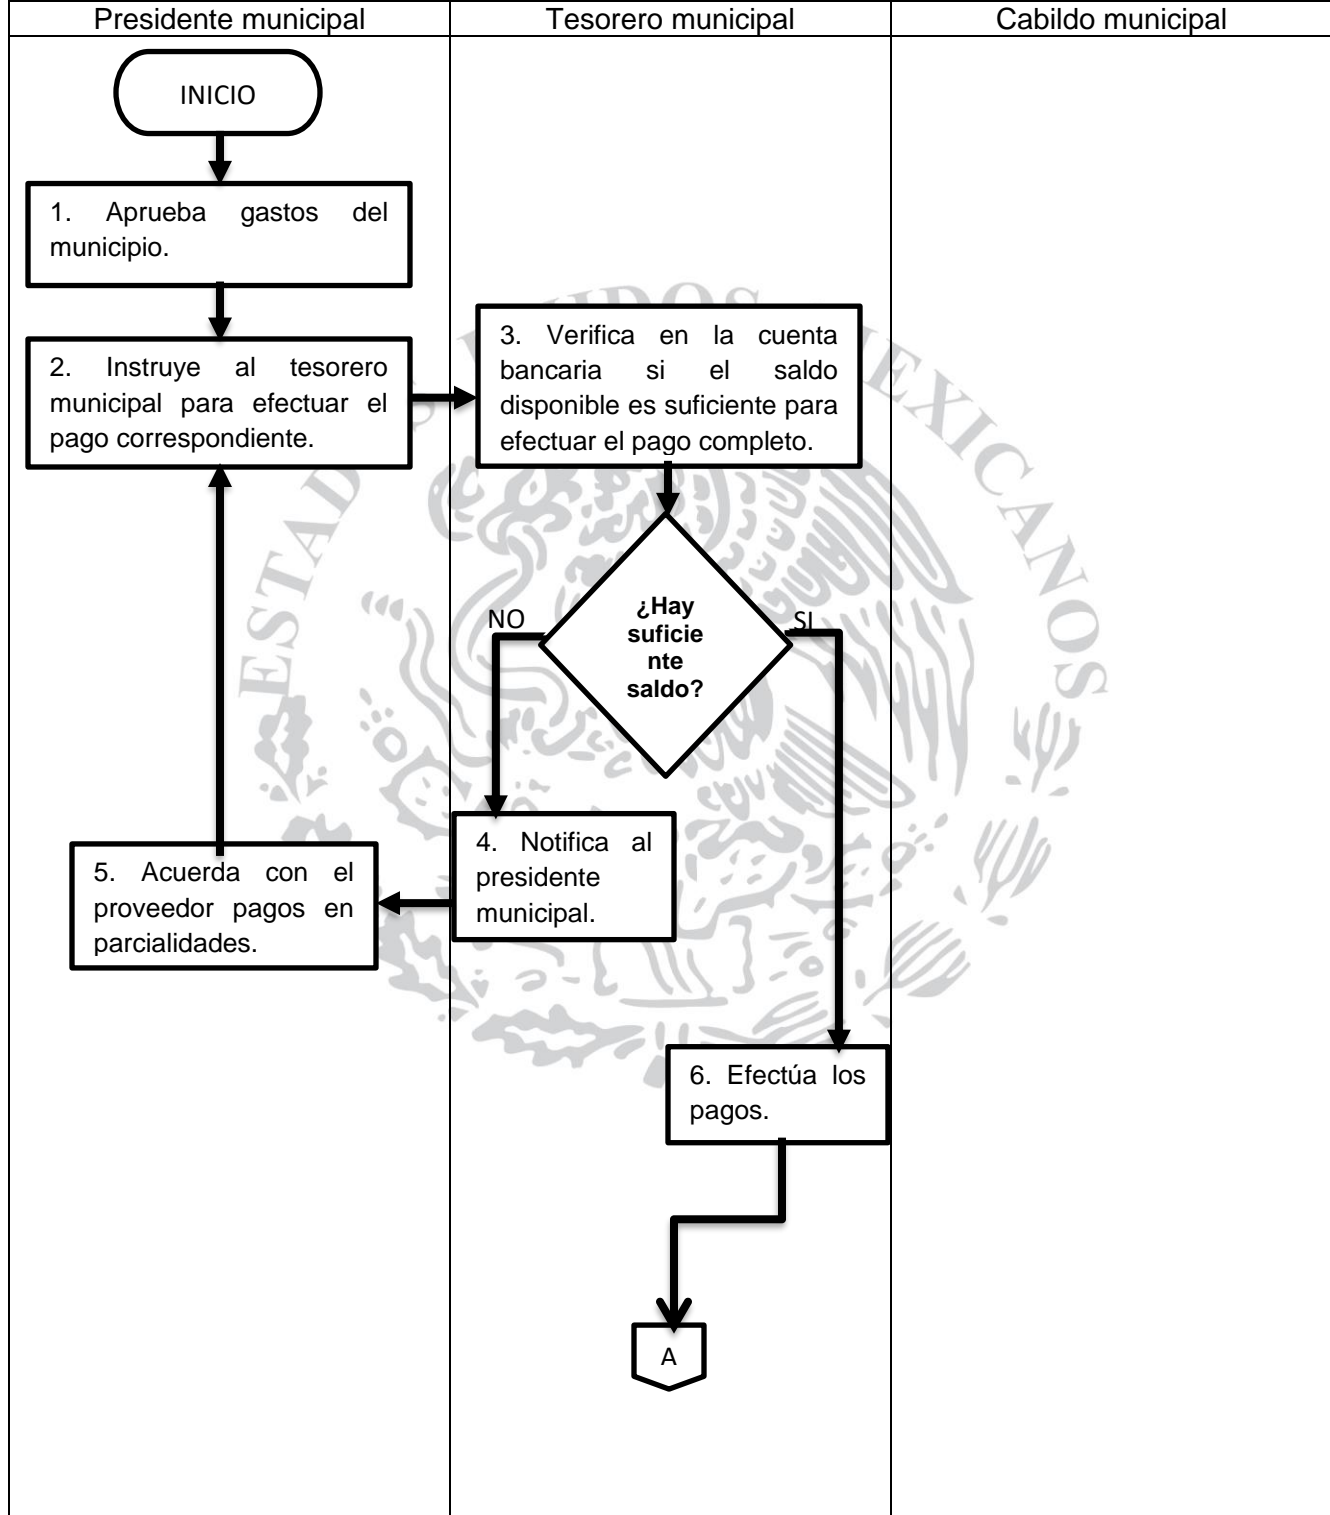 Presidente municipal
Tesorero municipal
Cabildo municipal
INICIO
1. Aprueba gastos del
municipio.
2. Instruye al tesorero
municipal para efectuar el
pago correspondiente.
3. Verifica en la cuenta
bancaria si el saldo
disponible es suficiente para
efectuar el pago completo.
¿Hay
suficie
nte
saldo?
NO
SI
4. Notifica al
presidente
municipal.
5. Acuerda con el
proveedor pagos en
parcialidades.
6. Efectúa los
pagos.
A